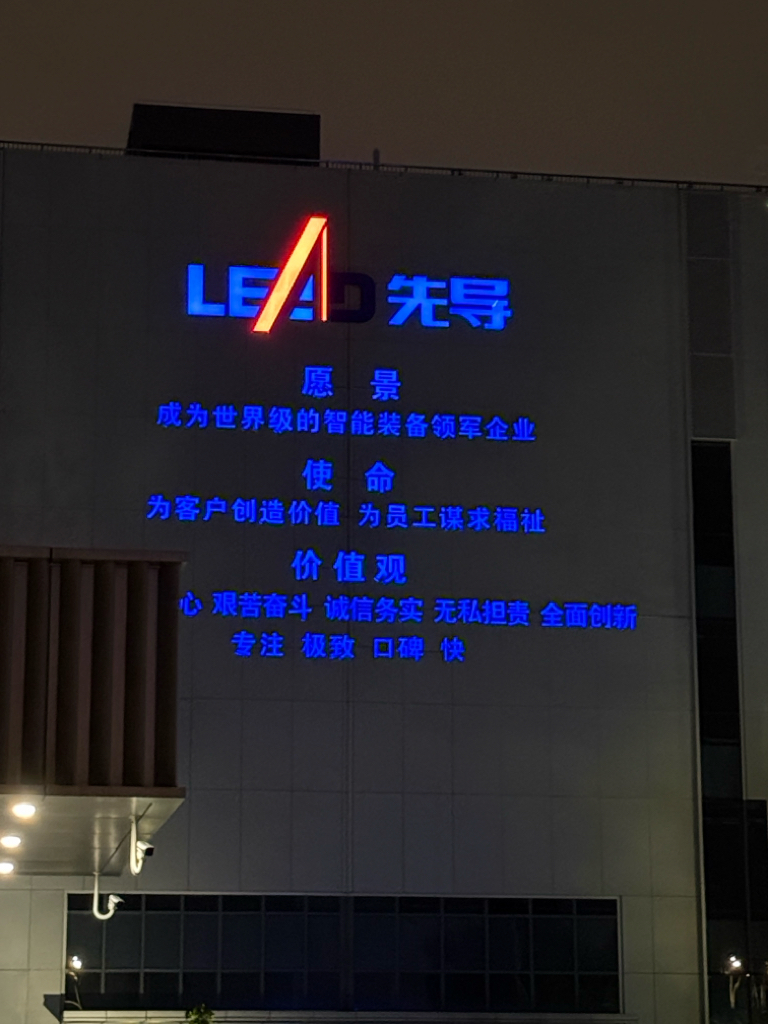 LEAD 先导
愿 景
成为世界级的智能装备领军企业
使 命
为客户创造价值 为员工谋求福祉
价值观
心 艰苦奋斗 诚信务实 无私担责 全面创新
专注 极致 口碑 快